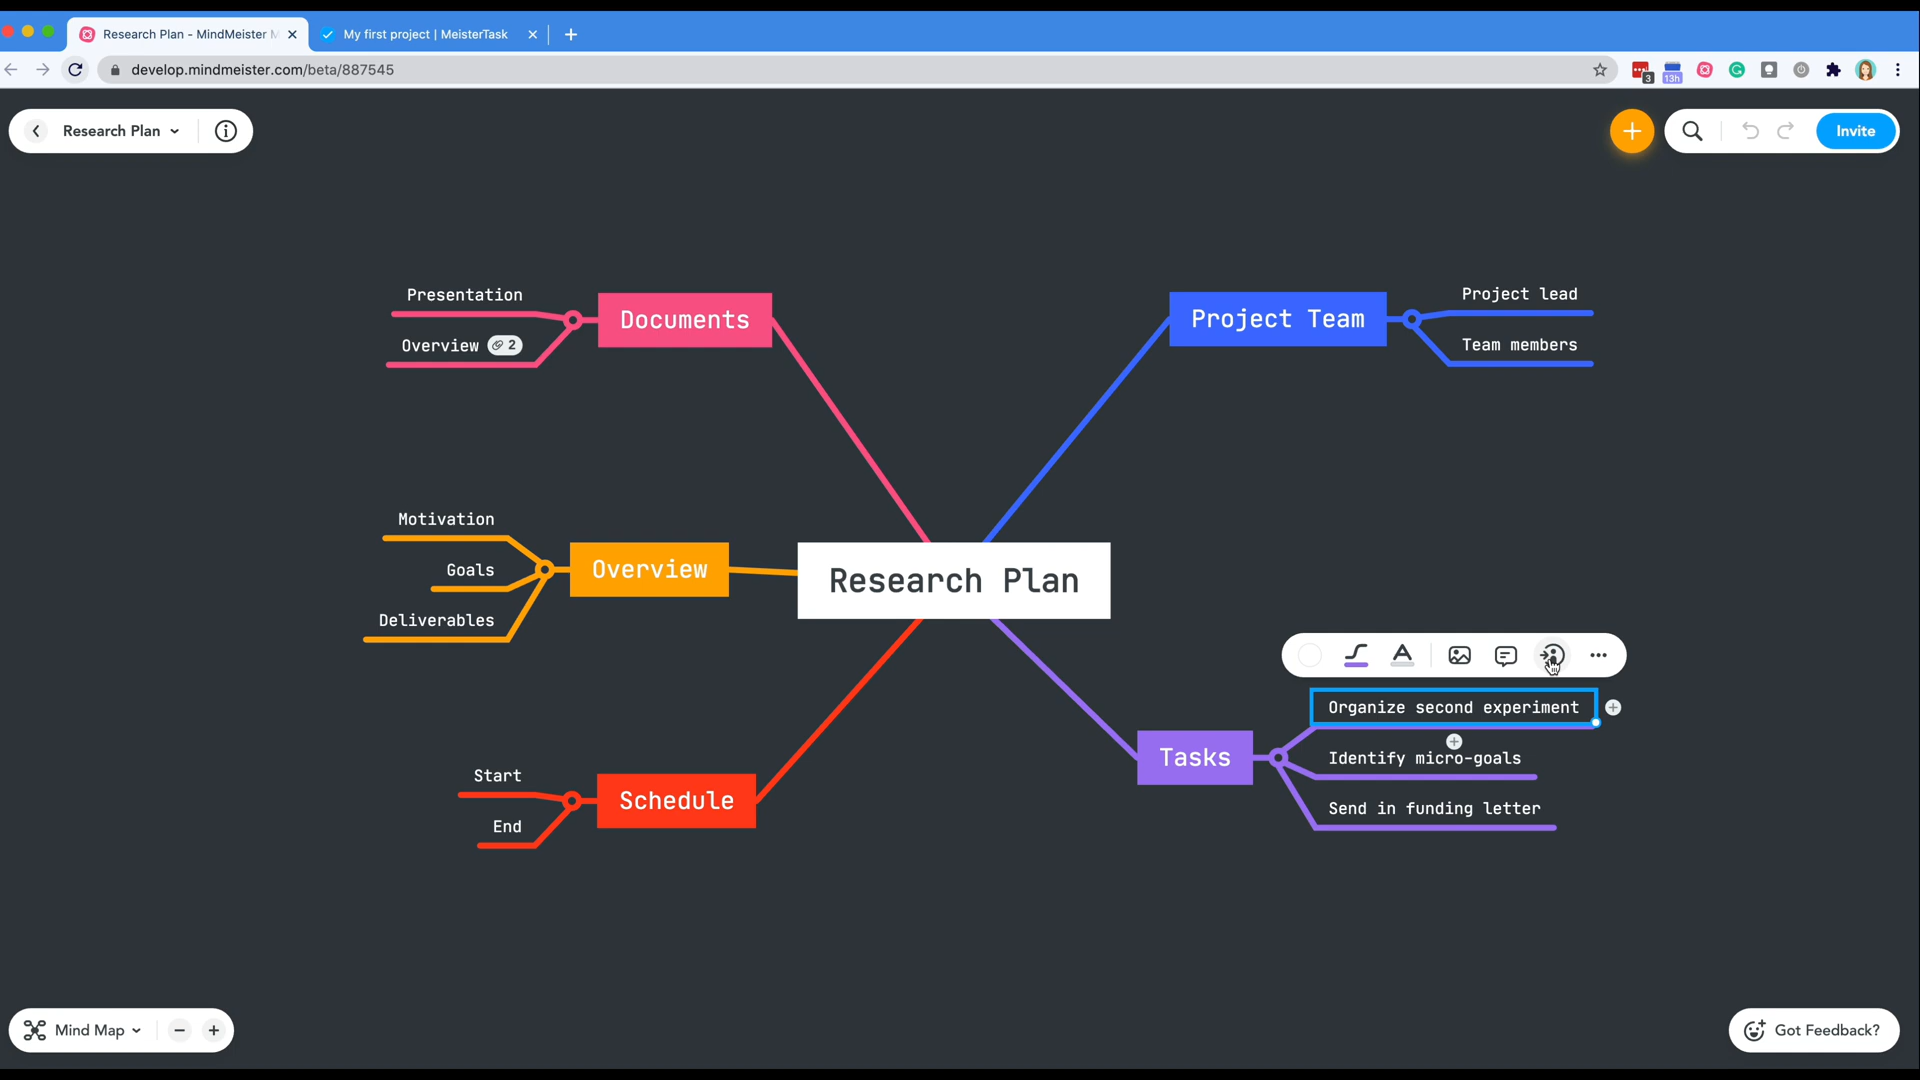 Research Plan - MindMeister M
My first project | MeisterTask
develop.mindmeister.com/beta/887545
3
13h
Research Plan
Invite
Presentation
Overview 2
Documents
Project Team
Project lead
Team members
Motivation
Goals
Deliverables
Overview
Research Plan
Organize second experiment
Identify micro-goals
Send in funding letter
Tasks
Start
End
Schedule
Mind Map
Got Feedback?